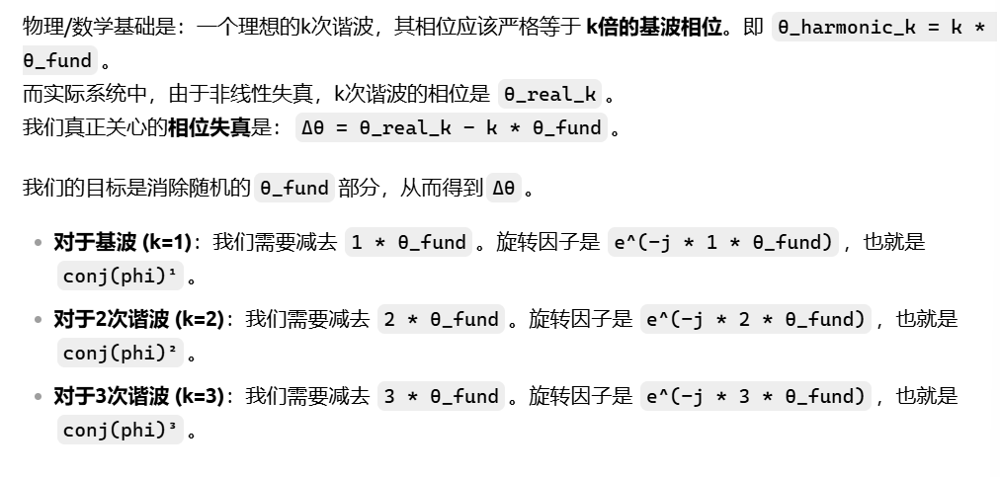 物理/数学基础是：一个理想的k次谐波，其相位应该严格等于 k倍的基波相位。即 θ_harmonic_k = k *
θ_fund 。
而实际系统中，由于非线性失真，k次谐波的相位是 θ_real_k 。
我们真正关心的相位失真是： Δθ = θ_real_k − k * θ_fund 。
我们的目标是消除随机的 θ_fund 部分，从而得到 Δθ 。
• 对于基波 (k=1)：我们需要减去 1 * θ_fund 。旋转因子是 e^(−j * 1 * θ_fund) ，也就是
conj(phi)¹ 。
• 对于2次谐波 (k=2)：我们需要减去 2 * θ_fund 。旋转因子是 e^(−j * 2 * θ_fund) ，也就是
conj(phi)² 。
• 对于3次谐波 (k=3)：我们需要减去 3 * θ_fund 。旋转因子是 e^(−j * 3 * θ_fund) ，也就是
conj(phi)³ 。